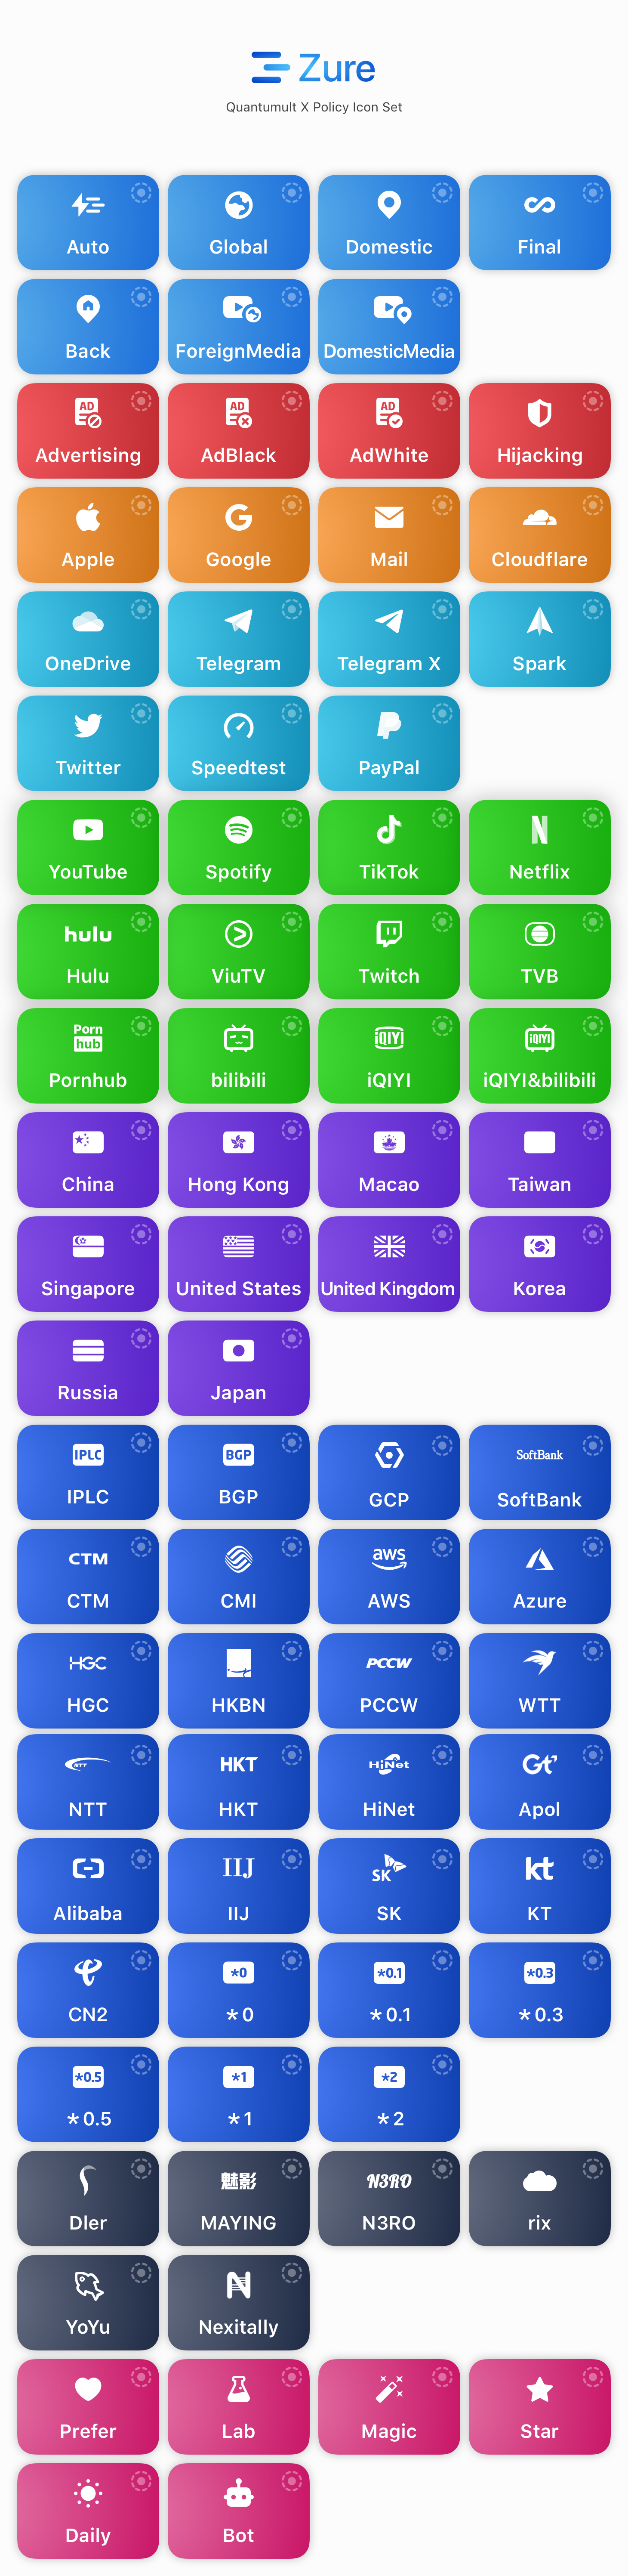 Zure
Quantumult X Policy Icon Set
Auto
Global
Domestic
Final
Back
ForeignMedia
DomesticMedia
AD
Advertising
AD
AdBlack
AD
AdWhite
Hijacking
Apple
Google
Mail
Cloudflare
OneDrive
Telegram
Telegram X
Spark
Twitter
Speedtest
PayPal
YouTube
Spotify
TikTok
Netflix
hulu
Hulu
ViuTV
Twitch
TVB
Porn
hub
Pornhub
bilibili
iQIYI
iQIYI
iQIYI
iQIYI&bilibili
China
Hong Kong
Macao
Taiwan
Singapore
United States
United Kingdom
Korea
Russia
Japan
IPLC
IPLC
BGP
BGP
GCP
SoftBank
SoftBank
CTM
CTM
CMI
aws
AWS
Azure
HGC
HGC
HKBN
PCCW
PCCW
WTT
NTT
NTT
HKT
HKT
HiNet
HiNet
Gt
Apol
Alibaba
IIJ
IIJ
SK
SK
kt
KT
CN2
*0
*0
*0.1
*0.1
*0.3
*0.3
*0.5
*0.5
*1
*1
*2
*2
Dler
魅影
MAYING
N3RO
N3RO
rix
YoYu
Nexitally
Prefer
Lab
Magic
Star
Daily
Bot